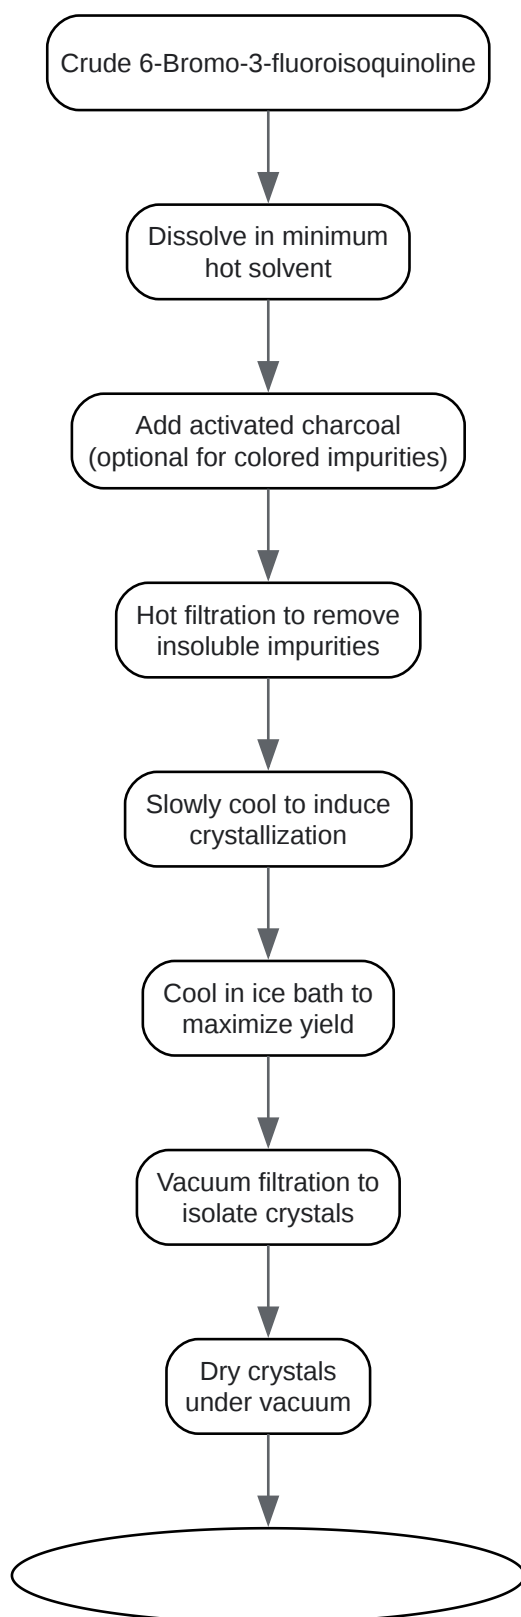 Crude 6-Bromo-3-fluoroisoquinoline
Dissolve in minimum
hot solvent
Add activated charcoal
(optional for colored impurities)
Hot filtration to remove
insoluble impurities
Slowly cool to induce
crystallization
Cool in ice bath to
maximize yield
Vacuum filtration to
isolate crystals
Dry crystals
under vacuum